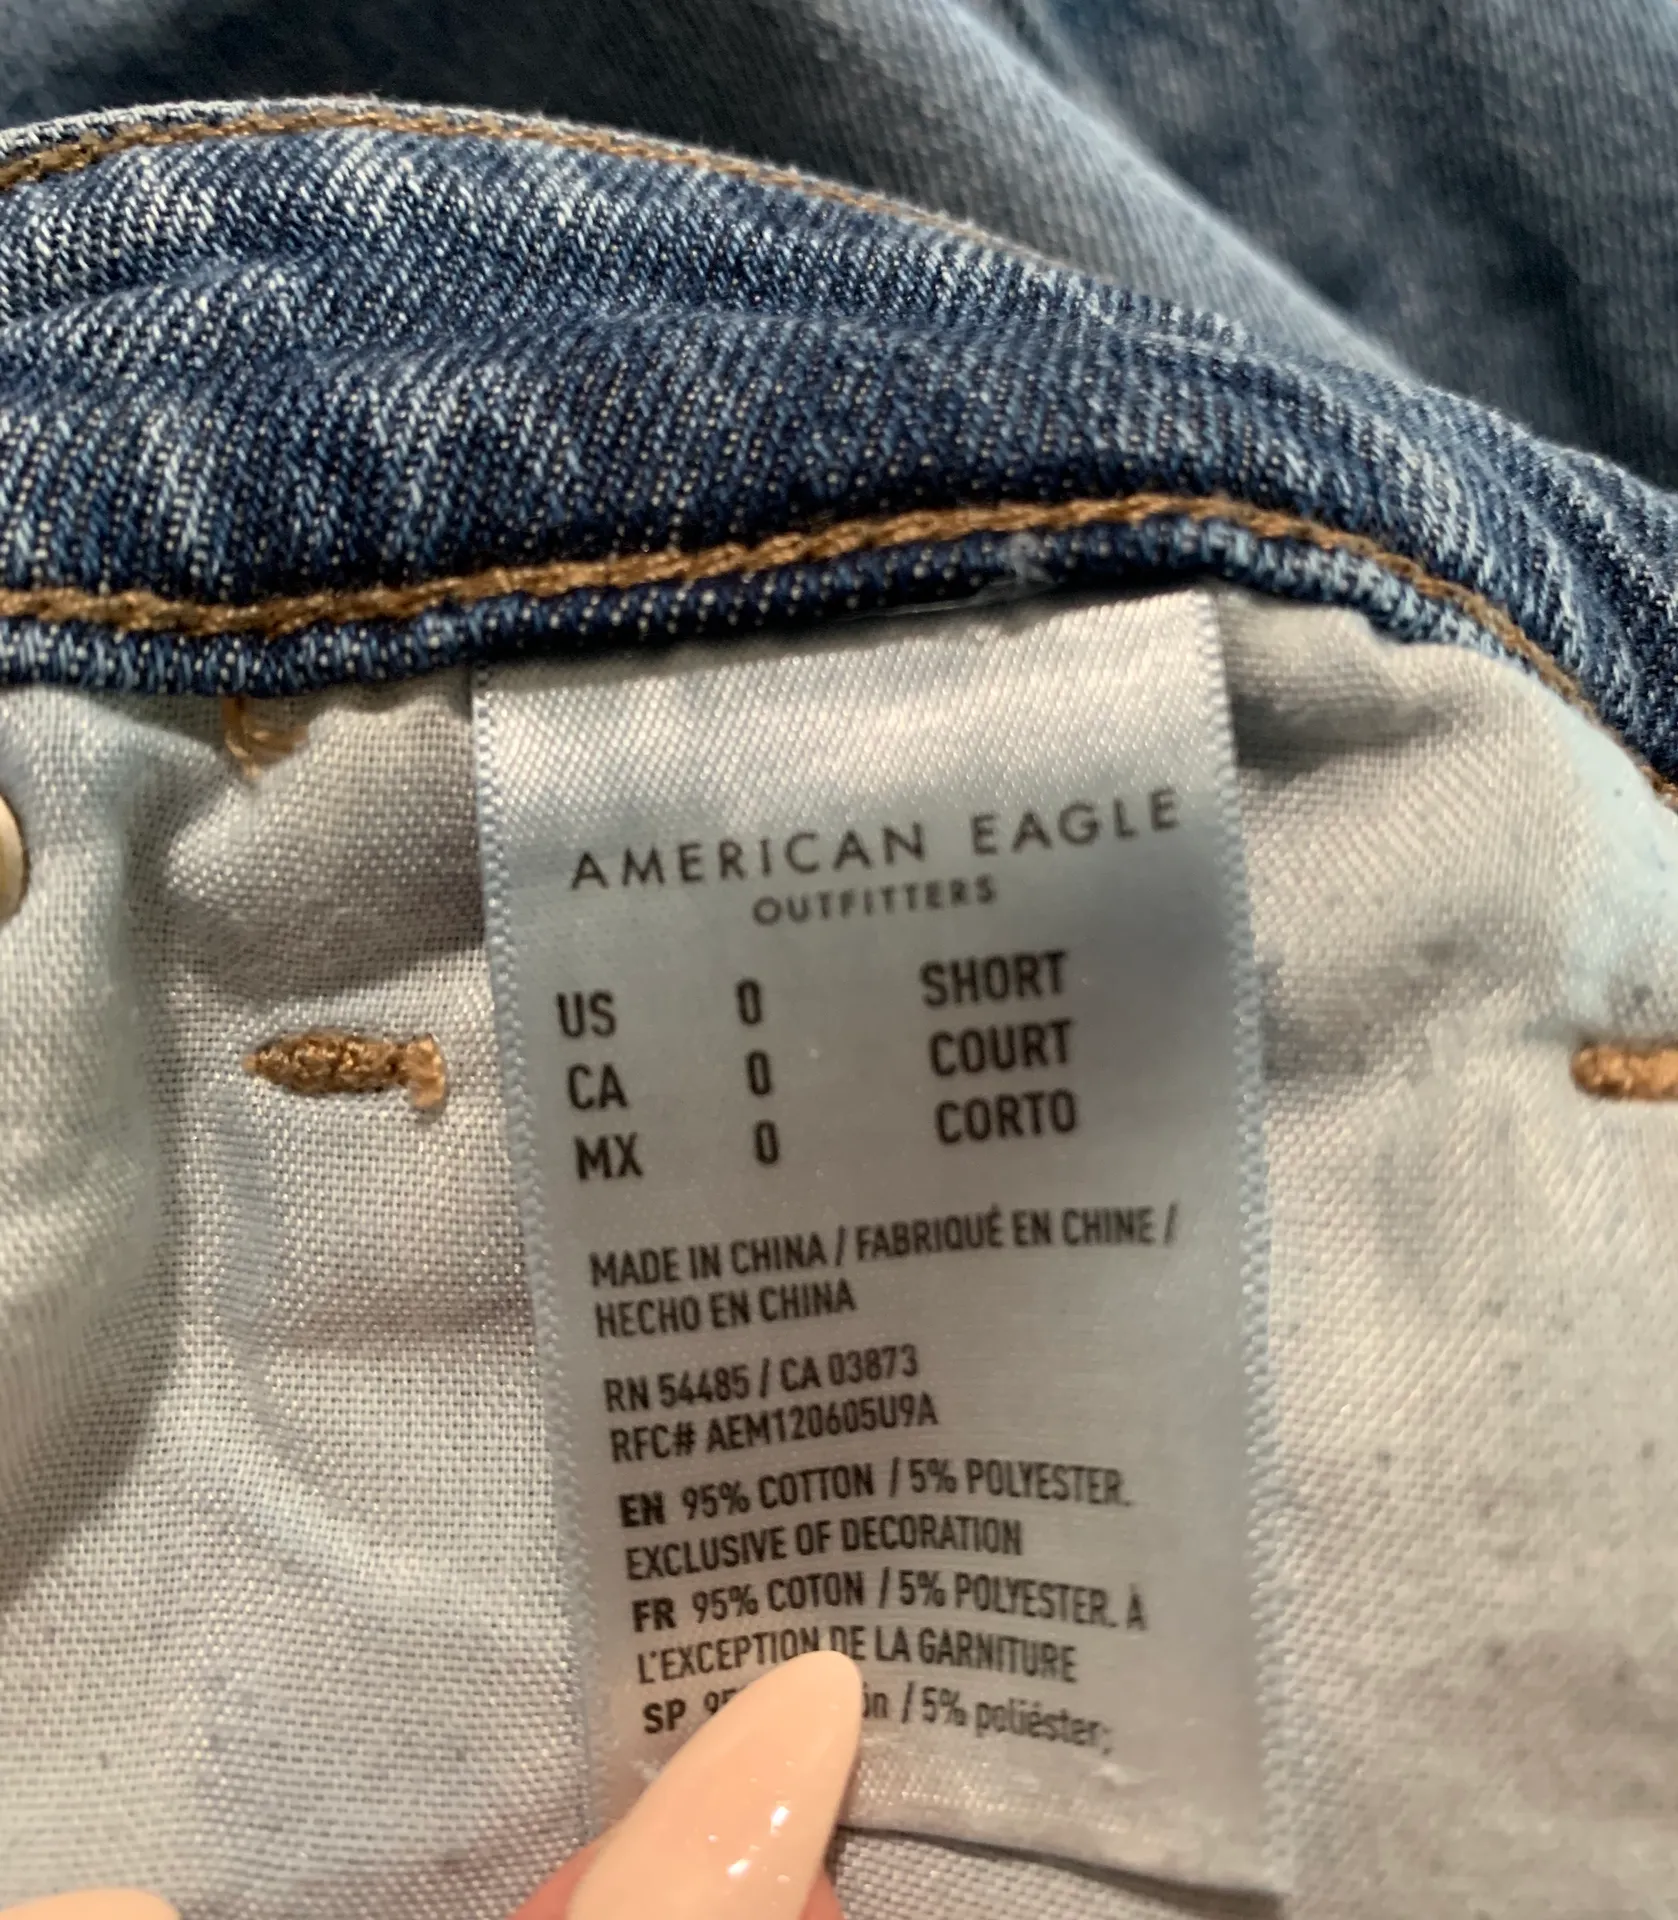 AMERICAN EAGLE
OUTFITTERS
US 0 SHORT
CA 0 COURT
MX 0 CORTO
MADE IN CHINA / FABRIQUÉ EN CHINE /
HECHO EN CHINA
RN 54485 / CA 03873
RFC# AEM120605U9A
EN 95% COTTON / 5% POLYESTER.
EXCLUSIVE OF DECORATION
FR 95% COTON / 5% POLYESTER. À
L'EXCEPTION DE LA GARNITURE
SP / 5% poliéster;